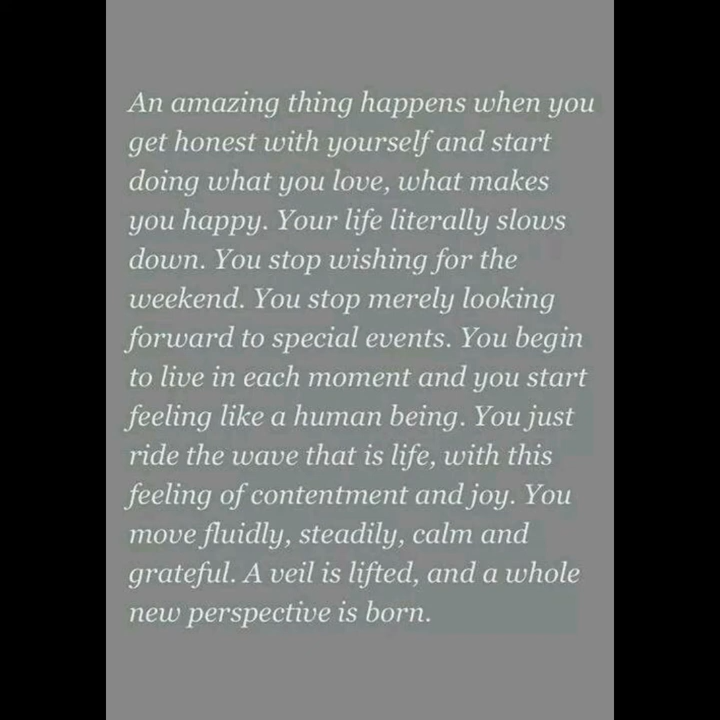 An amazing thing happens when you
get honest with yourself and start
doing what you love, what makes
you happy. Your life literally slows
down. You stop wishing for the
weekend. You stop merely looking
forward to special events. You begin
to live in each moment and you start
feeling like a human being. You just
ride the wave that is life, with this
feeling of contentment and joy. You
move fluidly, steadily, calm and
grateful. A veil is lifted, and a whole
new perspective is born.